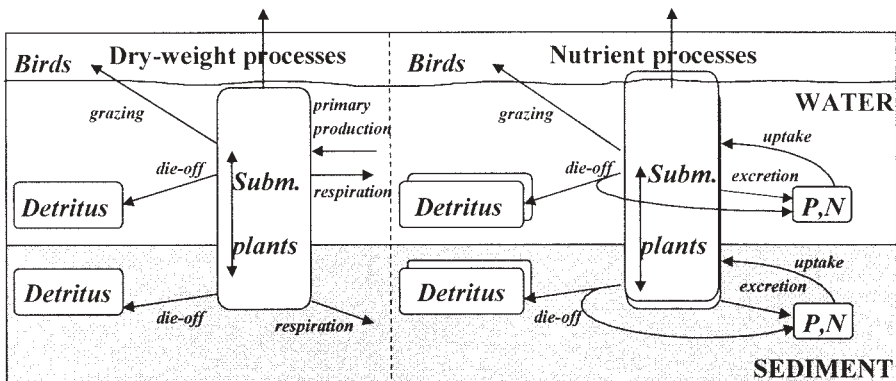 Dry-weight processes
Nutrient processes
Birds
Birds
WATER
grazing
primary
production
grazing
uptake
die-off
die-off
Subm.
respiration
Subm.
excretion
Detritus
Detritus
P,N
plants
plants
uptake
Detritus
Detritus
excretion
die-off
respiration
die-off
P,N
SEDIMENT